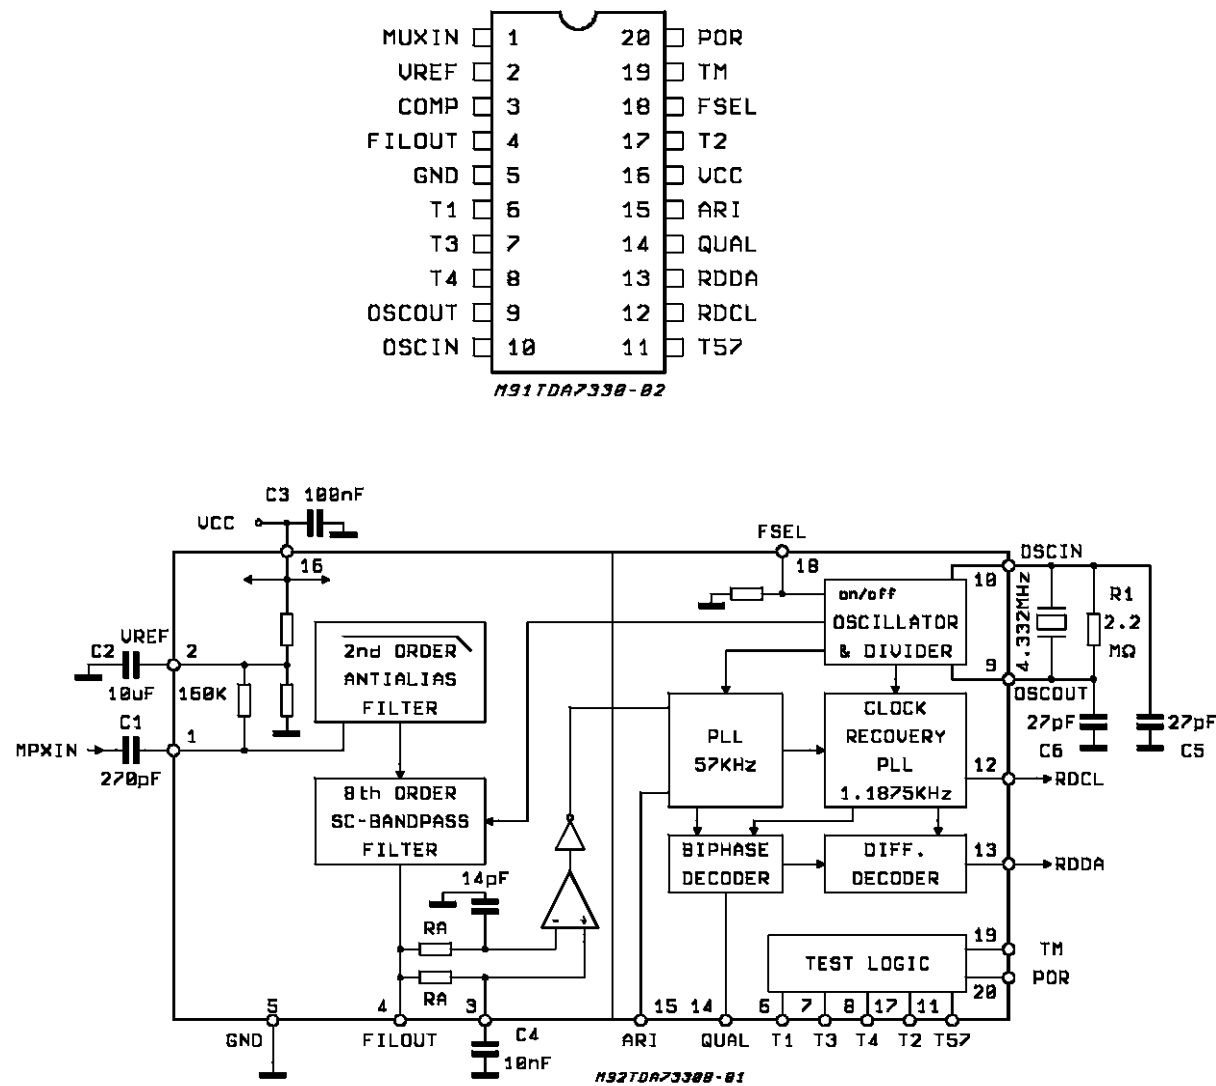 MUXIN 1 20 POR
VREF 2 19 TM
COMP 3 18 FSEL
FILOUT 4 17 T2
GND 5 16 VCC
T1 6 15 ARI
T3 7 14 QUAL
T4 8 13 RDDA
OSCOUT 9 12 RDCL
OSCIN 10 11 T57
M91TDA7330-02
C3 100nF
VCC
FSEL
OSCIN
16
18
10
on/off
OSCILLATOR
& DIVIDER
4.332MHz
R1
2.2
MΩ
VREF
C2
2
10uF
160K
2nd ORDER
ANTIALIAS
FILTER
9
OSCOUT
C1
1
MPXIN
270pF
PLL
57KHz
CLOCK
RECOVERY
PLL
1.1875KHz
27pF
C6
27pF
C5
12
RDCL
8th ORDER
SC-BANDPASS
FILTER
BIPHASE
DECODER
DIFF.
DECODER
13
RDDA
14pF
RA
- +
RA
TEST LOGIC
19
TM
POR
20
5 4 3 15 14 6 7 8 17 11
GND FILOUT C4 ARI QUAL T1 T3 T4 T2 T57
10nF
M92TDA7330B-01